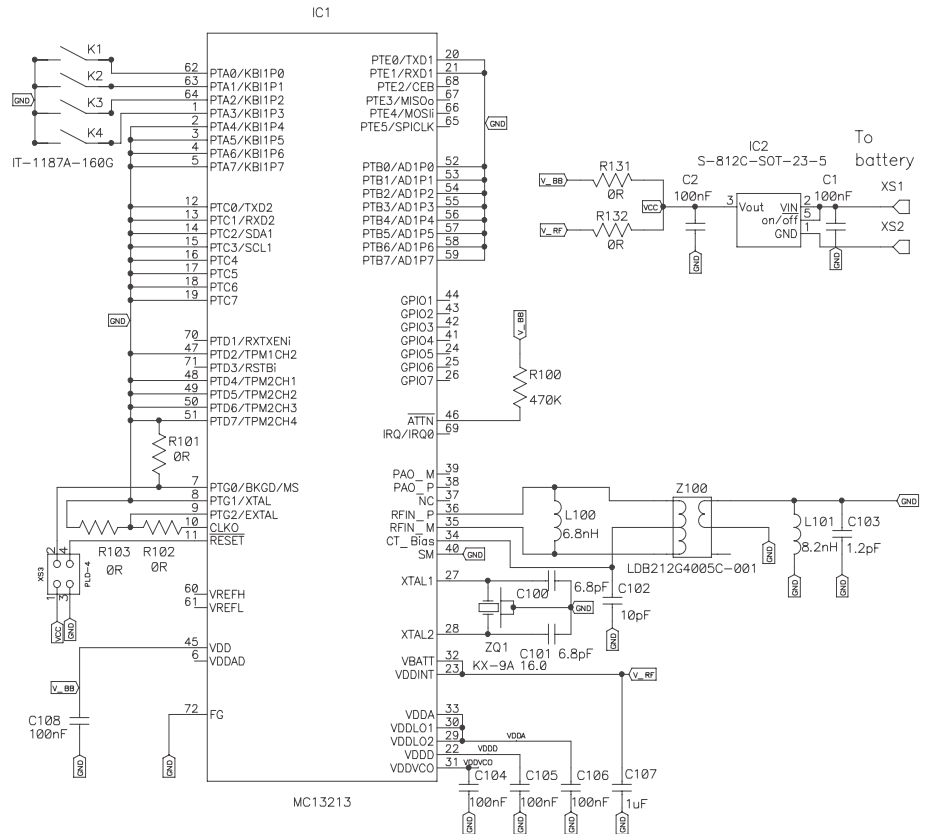 IC1
K1
K2
K3
K4
GND
IT-1187A-160G
62 PTA0/KBI1P0
63 PTA1/KBI1P1
64 PTA2/KBI1P2
1 PTA3/KBI1P3
2 PTA4/KBI1P4
3 PTA5/KBI1P5
4 PTA6/KBI1P6
5 PTA7/KBI1P7
12 PTC0/TXD2
13 PTC1/RXD2
14 PTC2/SDA1
15 PTC3/SCL1
16 PTC4
17 PTC5
18 PTC6
19 PTC7
GND
70 PTD1/RXTXENi
47 PTD2/TPM1CH2
71 PTD3/RSTBi
48 PTD4/TPM2CH1
49 PTD5/TPM2CH2
50 PTD6/TPM2CH3
51 PTD7/TPM2CH4
R101
0R
7 PTG0/BKGD/MS
8 PTG1/XTAL
9 PTG2/EXTAL
10 CLKO
11 RESET
R103 R102
0R 0R
2 4
XS3 PLD-4
1 3
VCC GND
60 VREFH
61 VREFL
45 VDD
6 VDDAD
V_BB
C108
100nF
GND
72 FG
GND
MC13213
PTE0/TXD1 20
PTE1/RXD1 21
PTE2/CEB 68
PTE3/MISOo 67
PTE4/MOSIi 66
PTE5/SPICLK 65
GND
PTB0/AD1P0 52
PTB1/AD1P1 53
PTB2/AD1P2 54
PTB3/AD1P3 55
PTB4/AD1P4 56
PTB5/AD1P5 57
PTB6/AD1P6 58
PTB7/AD1P7 59
GPIO1 44
GPIO2 43
GPIO3 42
GPIO4 41
GPIO5 24
GPIO6 25
GPIO7 26
ATTN 46
IRQ/IRQ0 69
V_BB
R100
470K
PAO_M 39
PAO_P 38
NC 37
RFIN_P 36
RFIN_M 35
CT_Bias 34
SM 40 GND
L100
6.8nH
Z100
LDB212G4005C-001
GND
GND
L101
8.2nH
GND
C103
1.2pF
GND
XTAL1 27
C100 6.8pF
GND
C102
10pF
GND
XTAL2 28
ZQ1
C101 6.8pF
KX-9A 16.0
VBATT 32
VDDINT 23
V_RF
VDDA 33
VDDLO1 30
VDDLO2 29 VDDA
VDDD 22 VDDD
VDDVCO 31 VDDVCO
C104
100nF
GND
C105
100nF
GND
C106
100nF
GND
C107
1uF
GND
V_BB
R131
0R
V_RF
R132
0R
VCC
C2
100nF
GND
IC2
S-812C-SOT-23-5
3 Vout
VIN 2
on/off 5
GND 1
C1
100nF
GND
To
battery
XS1
XS2